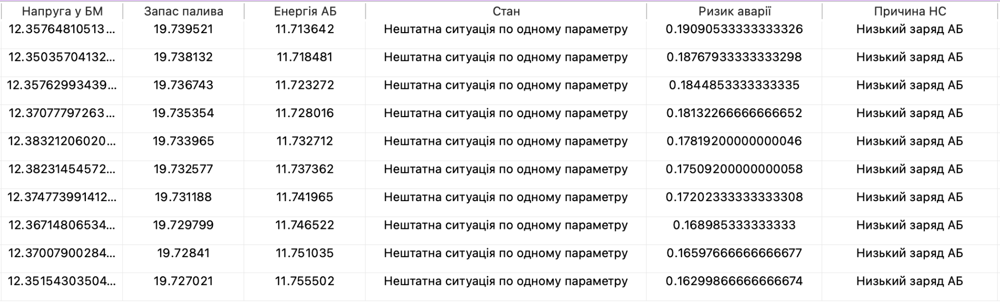 Напруга у БМ Запас палива Енергія АБ Стан Ризик аварії Причина НС
12.35764810513... 19.739521 11.713642 Нештатна ситуація по одному параметру 0.19090533333333326 Низький заряд АБ
12.35035704132... 19.738132 11.718481 Нештатна ситуація по одному параметру 0.18767933333333298 Низький заряд АБ
12.35762993439... 19.736743 11.723272 Нештатна ситуація по одному параметру 0.1844853333333335 Низький заряд АБ
12.37077797263... 19.735354 11.728016 Нештатна ситуація по одному параметру 0.18132266666666652 Низький заряд АБ
12.38321206020... 19.733965 11.732712 Нештатна ситуація по одному параметру 0.17819200000000046 Низький заряд АБ
12.38231454572... 19.732577 11.737362 Нештатна ситуація по одному параметру 0.17509200000000058 Низький заряд АБ
12.374773991412... 19.731188 11.741965 Нештатна ситуація по одному параметру 0.17202333333333308 Низький заряд АБ
12.36714806534... 19.729799 11.746522 Нештатна ситуація по одному параметру 0.168985333333333 Низький заряд АБ
12.37007900284... 19.72841 11.751035 Нештатна ситуація по одному параметру 0.16597666666666677 Низький заряд АБ
12.35154303504... 19.727021 11.755502 Нештатна ситуація по одному параметру 0.16299866666666674 Низький заряд АБ